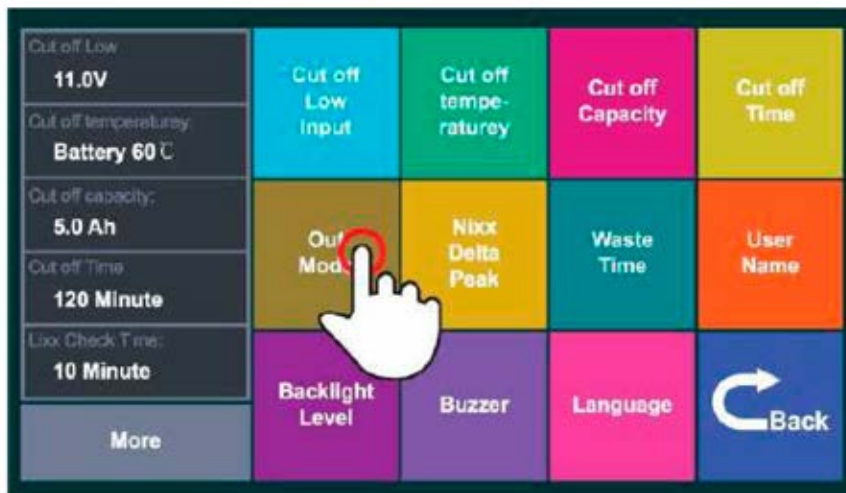 Cut off Low
11.0V
Cut off temperaturey
Battery 60℃
Cut off capacity:
5.0 Ah
Cut off Time
120 Minute
Lixx Check Time:
10 Minute
More
Cut off
Low
Input
Cut off
tempe-
raturey
Cut off
Capacity
Cut off
Time
Out
Mode
Nixx
Delta
Peak
Waste
Time
User
Name
Backlight
Level
Buzzer
Language
Back